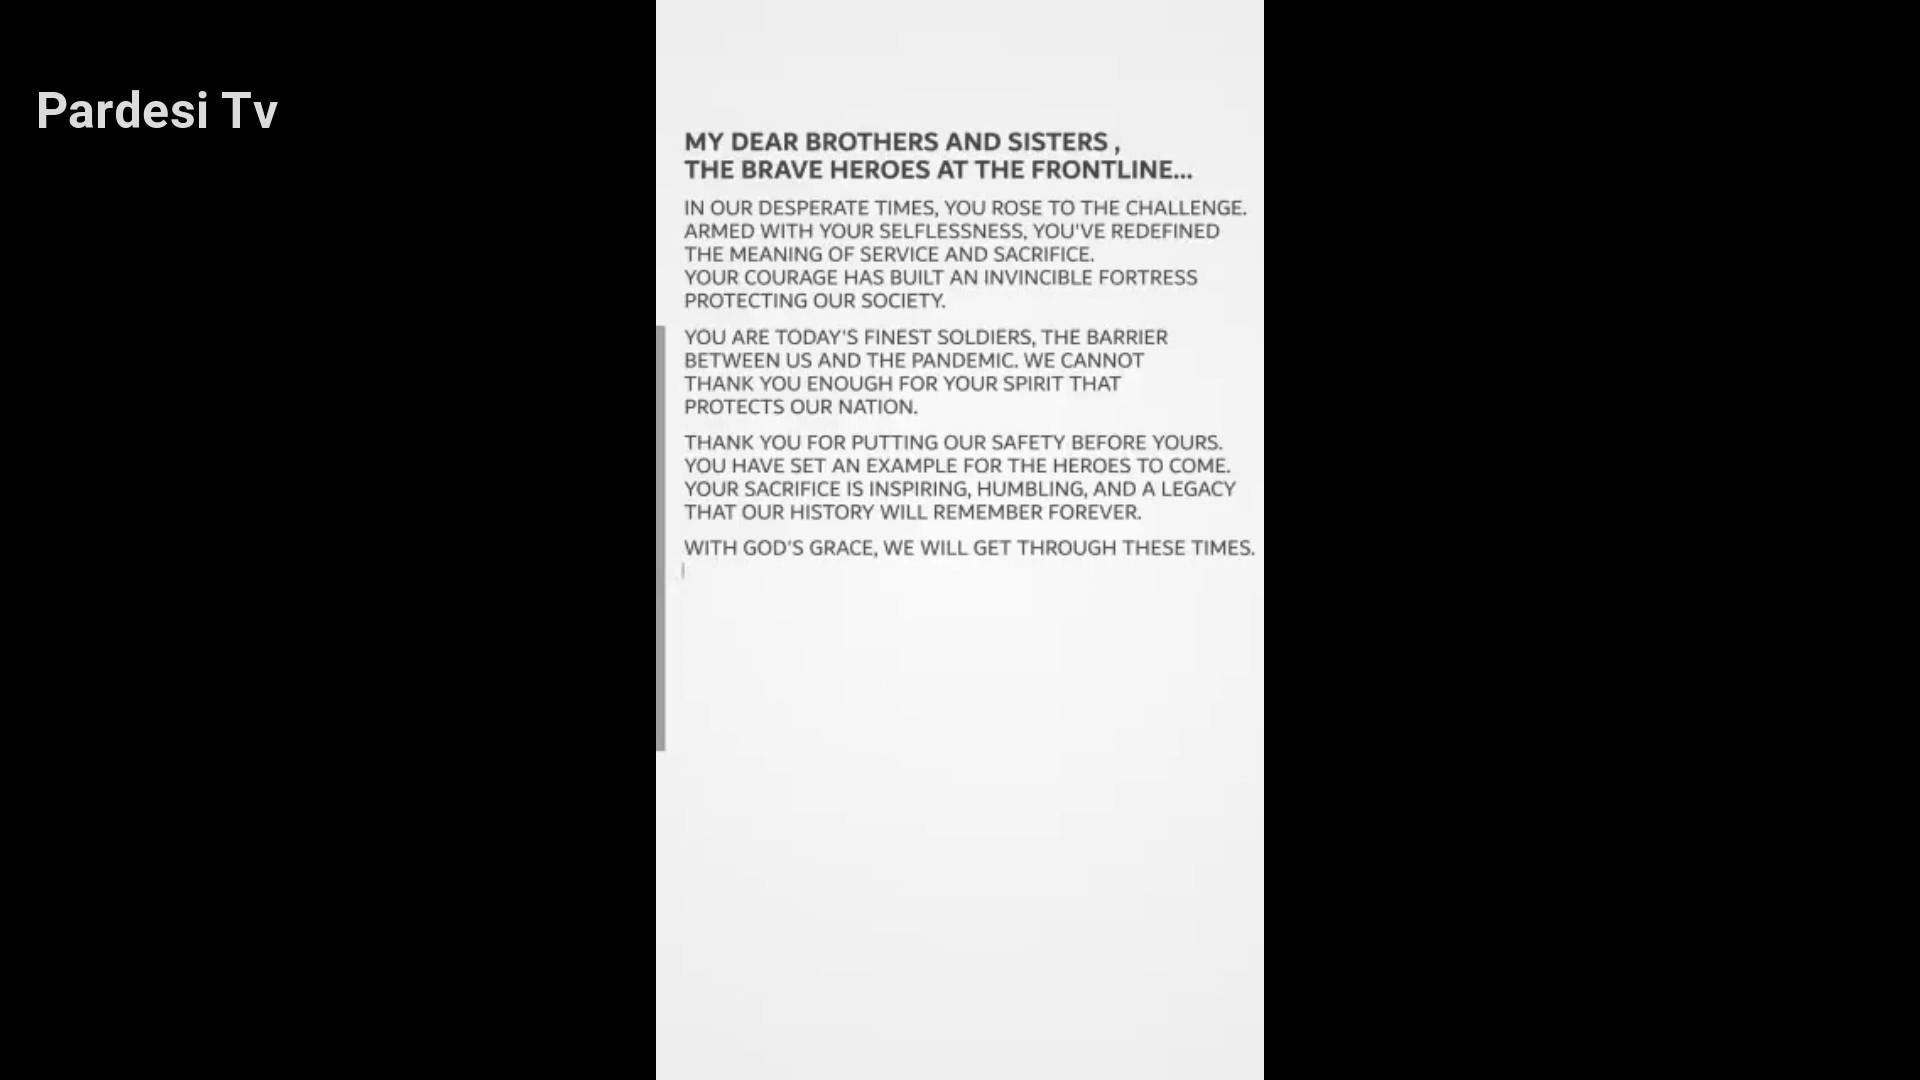 Pardesi Tv
MY DEAR BROTHERS AND SISTERS ,
THE BRAVE HEROES AT THE FRONTLINE...
IN OUR DESPERATE TIMES, YOU ROSE TO THE CHALLENGE.
ARMED WITH YOUR SELFLESSNESS, YOU'VE REDEFINED
THE MEANING OF SERVICE AND SACRIFICE.
YOUR COURAGE HAS BUILT AN INVINCIBLE FORTRESS
PROTECTING OUR SOCIETY.
YOU ARE TODAY'S FINEST SOLDIERS, THE BARRIER
BETWEEN US AND THE PANDEMIC. WE CANNOT
THANK YOU ENOUGH FOR YOUR SPIRIT THAT
PROTECTS OUR NATION.
THANK YOU FOR PUTTING OUR SAFETY BEFORE YOURS.
YOU HAVE SET AN EXAMPLE FOR THE HEROES TO COME.
YOUR SACRIFICE IS INSPIRING, HUMBLING, AND A LEGACY
THAT OUR HISTORY WILL REMEMBER FOREVER.
WITH GOD'S GRACE, WE WILL GET THROUGH THESE TIMES.